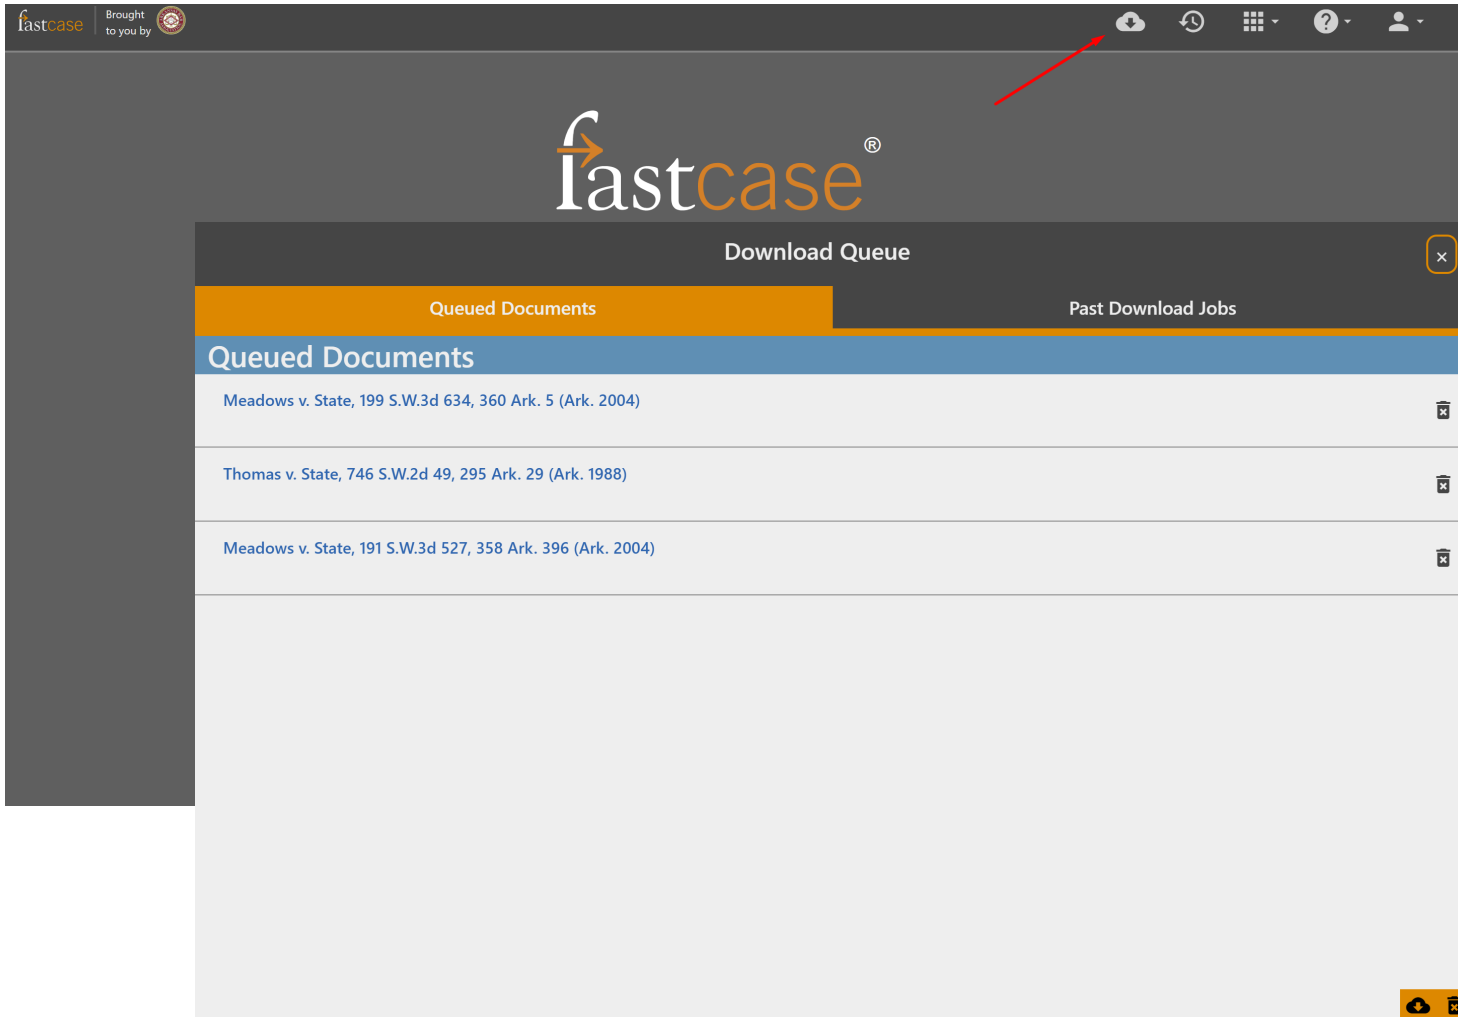 fastcase
Brought
to you by
fastcase®
Download Queue
Queued Documents
Past Download Jobs
Queued Documents
Meadows v. State, 199 S.W.3d 634, 360 Ark. 5 (Ark. 2004)
Thomas v. State, 746 S.W.2d 49, 295 Ark. 29 (Ark. 1988)
Meadows v. State, 191 S.W.3d 527, 358 Ark. 396 (Ark. 2004)